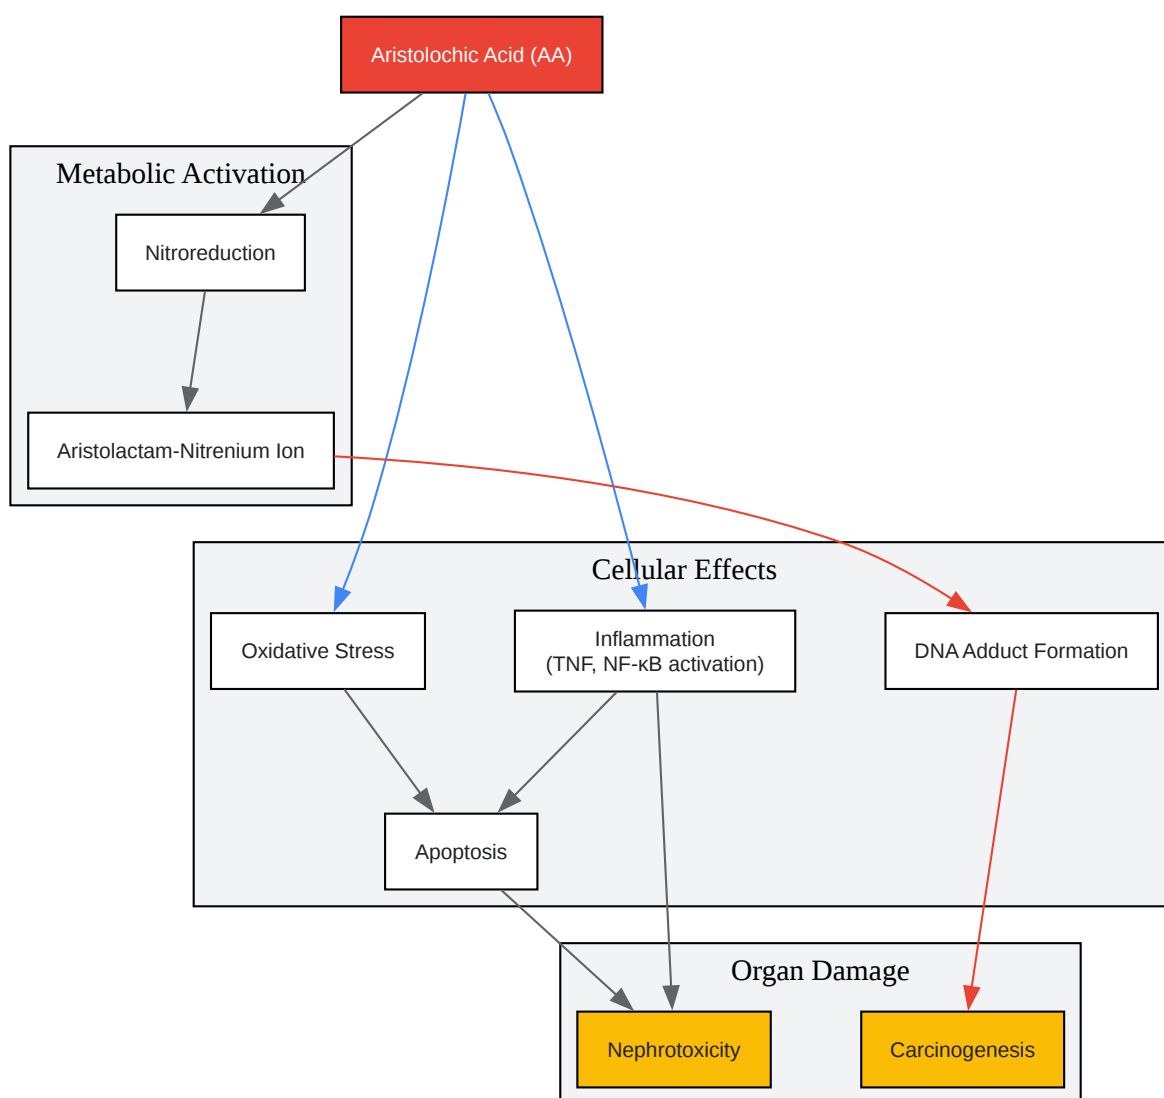 Aristolochic Acid (AA)
Metabolic Activation
Nitroreduction
Aristolactam-Nitrenium Ion
Cellular Effects
Oxidative Stress
Inflammation
(TNF, NF-κB activation)
DNA Adduct Formation
Apoptosis
Organ Damage
Nephrotoxicity
Carcinogenesis